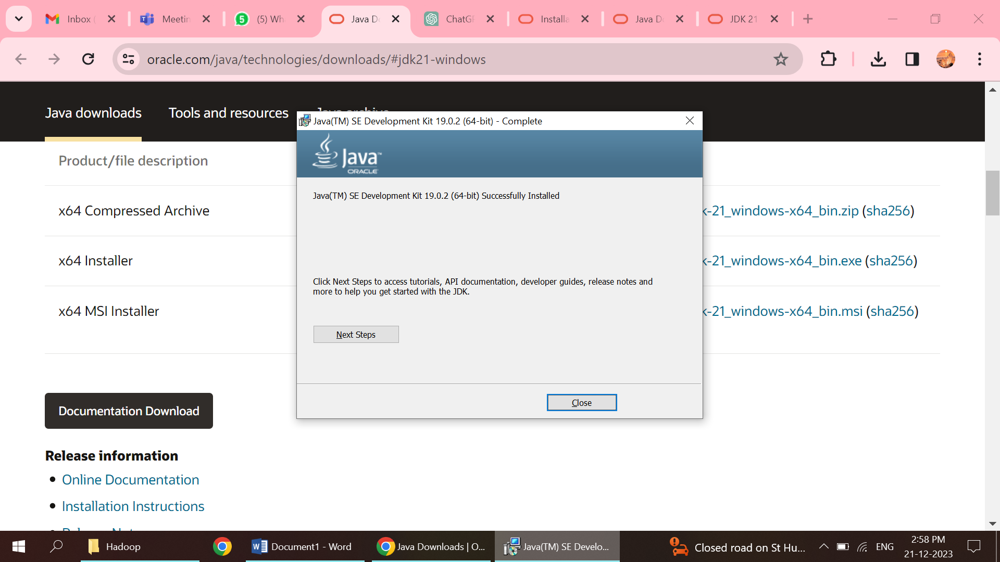 Inbox (
Meetin
(5) Wh
Java Do
ChatGP
Installa
Java Do
JDK 21
oracle.com/java/technologies/downloads/#jdk21-windows
Java downloads
Tools and resources
Java archive
Java(TM) SE Development Kit 19.0.2 (64-bit) - Complete
Java™
ORACLE
Product/file description
Java(TM) SE Development Kit 19.0.2 (64-bit) Successfully Installed
x64 Compressed Archive
k-21_windows-x64_bin.zip (sha256)
x64 Installer
k-21_windows-x64_bin.exe (sha256)
Click Next Steps to access tutorials, API documentation, developer guides, release notes and
more to help you get started with the JDK.
x64 MSI Installer
k-21_windows-x64_bin.msi (sha256)
Next Steps
Close
Documentation Download
Release information
Online Documentation
Installation Instructions
Hadoop
Document1 - Word
Java Downloads | O...
Java(TM) SE Develo...
Closed road on St Hu...
ENG
2:58 PM
21-12-2023